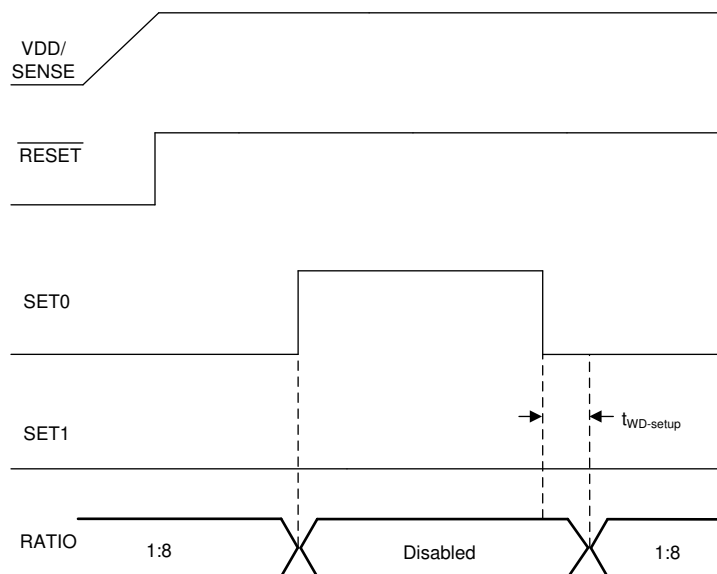 VDD/
SENSE
RESET
SET0
SET1
tWD-setup
RATIO
1:8
Disabled
1:8